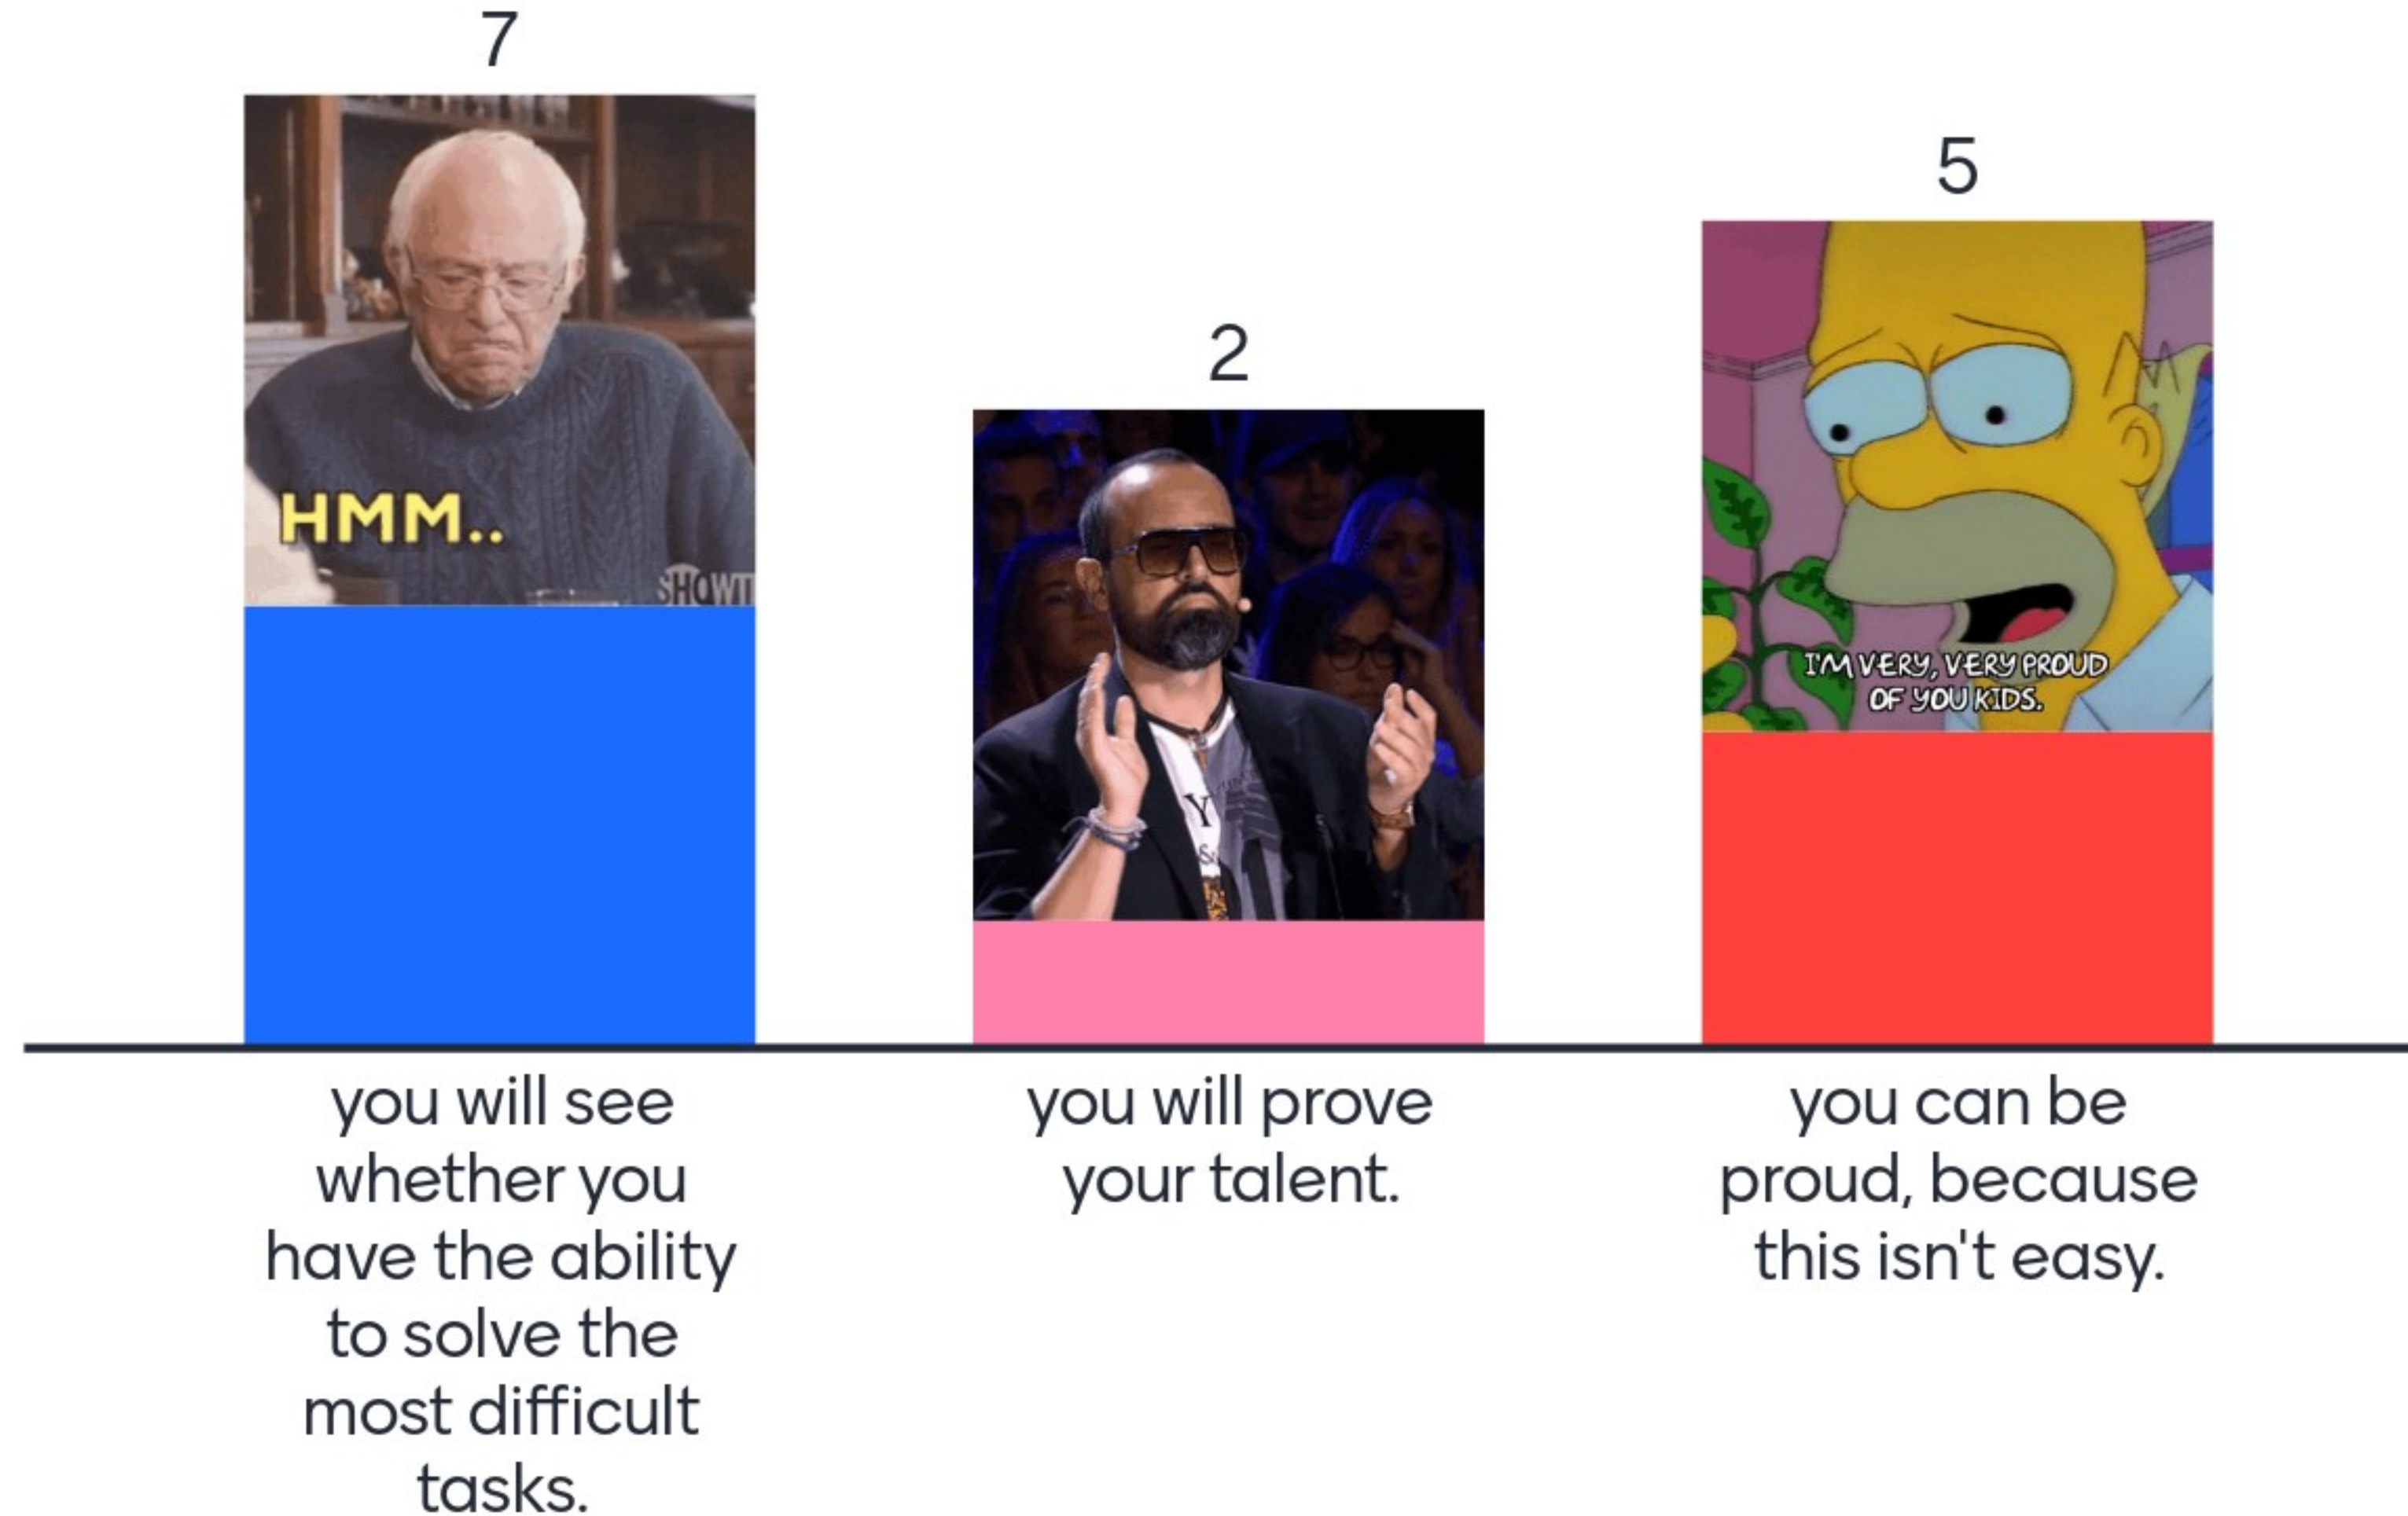 7
HMM..
SHOWT
2
Y
&
5
I'M VERY, VERY PROUD
OF YOU KIDS.
you will see
whether you
have the ability
to solve the
most difficult
tasks.
you will prove
your talent.
you can be
proud, because
this isn't easy.